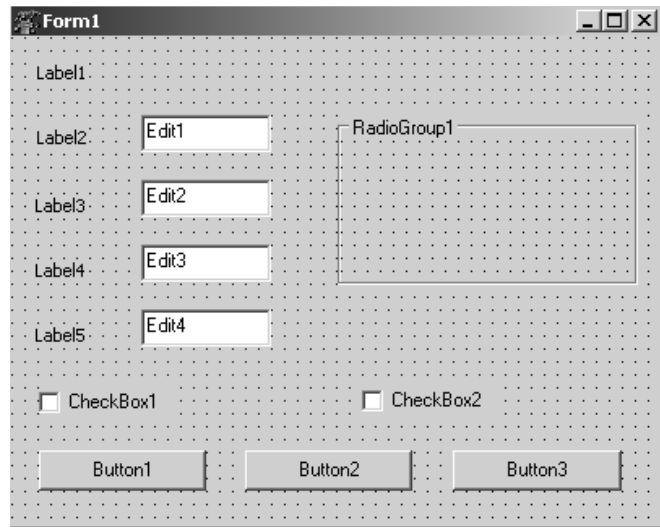 Form1
Label1
Label2 Edit1 RadioGroup1
Label3 Edit2
Label4 Edit3
Label5 Edit4
CheckBox1 CheckBox2
Button1 Button2 Button3